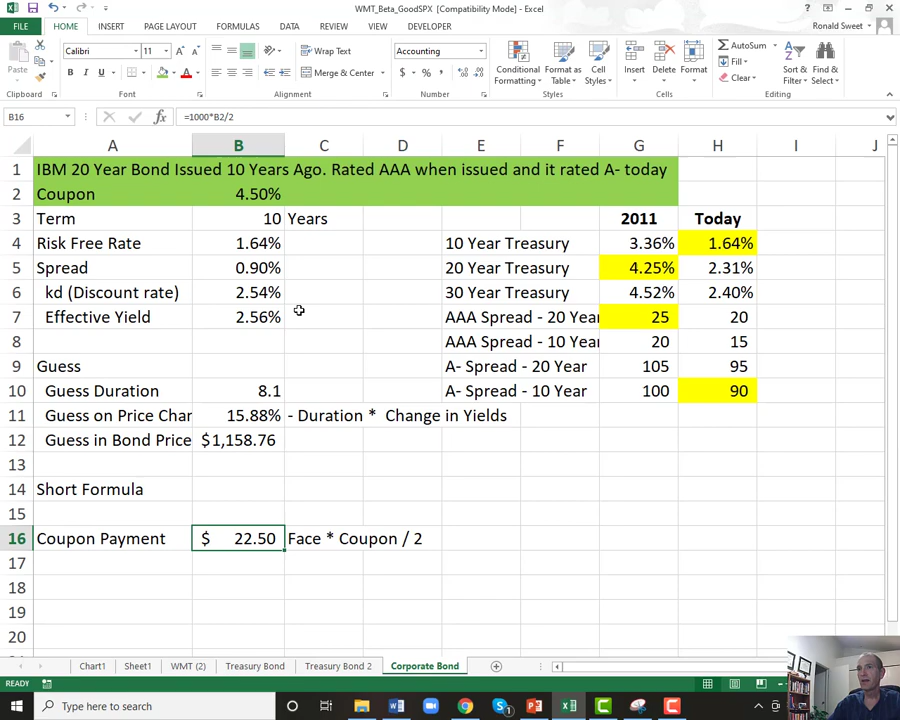 WMT_Beta_GoodSPX [Compatibility Mode] - Excel
FILE HOME INSERT PAGE LAYOUT FORMULAS DATA REVIEW VIEW DEVELOPER Ronald Sweet
Paste Calibri 11 Wrap Text Accounting Conditional Formatting Format as Table Cell Styles Insert Delete Format AutoSum Fill Clear Sort & Filter Find & Select
B I U Merge & Center $ % ,
Clipboard Font Alignment Number Styles Cells Editing
B16 fx =1000*B2/2
A B C D E F G H I J
1 IBM 20 Year Bond Issued 10 Years Ago. Rated AAA when issued and it rated A- today
2 Coupon 4.50%
3 Term 10 Years 2011 Today
4 Risk Free Rate 1.64% 10 Year Treasury 3.36% 1.64%
5 Spread 0.90% 20 Year Treasury 4.25% 2.31%
6 kd (Discount rate) 2.54% 30 Year Treasury 4.52% 2.40%
7 Effective Yield 2.56% AAA Spread - 20 Year 25 20
8 AAA Spread - 10 Year 20 15
9 Guess A- Spread - 20 Year 105 95
10 Guess Duration 8.1 A- Spread - 10 Year 100 90
11 Guess on Price Char 15.88% - Duration * Change in Yields
12 Guess in Bond Price $1,158.76
13
14 Short Formula
15
16 Coupon Payment $ 22.50 Face * Coupon / 2
17
18
19
20
Chart1 Sheet1 WMT (2) Treasury Bond Treasury Bond 2 Corporate Bond
READY
Type here to search